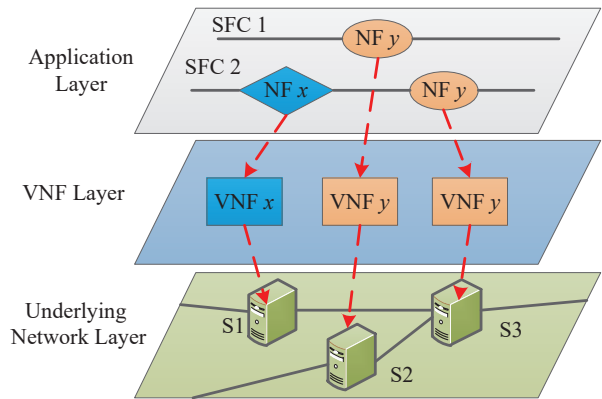 SFC 1
NF y
Application
Layer
SFC 2
NF x
NF y
VNF Layer
VNF x
VNF y
VNF y
Underlying
Network Layer
S1
S2
S3